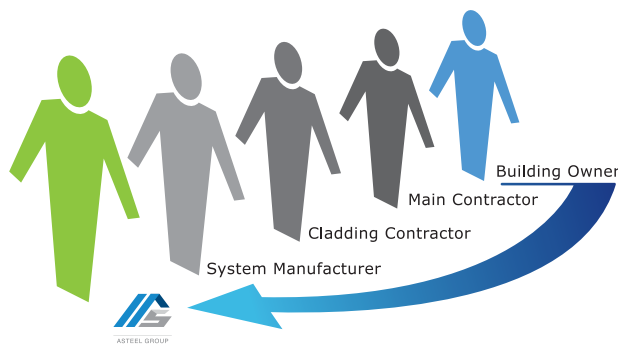 Building Owner
Main Contractor
Cladding Contractor
System Manufacturer
ASTEEL GROUP